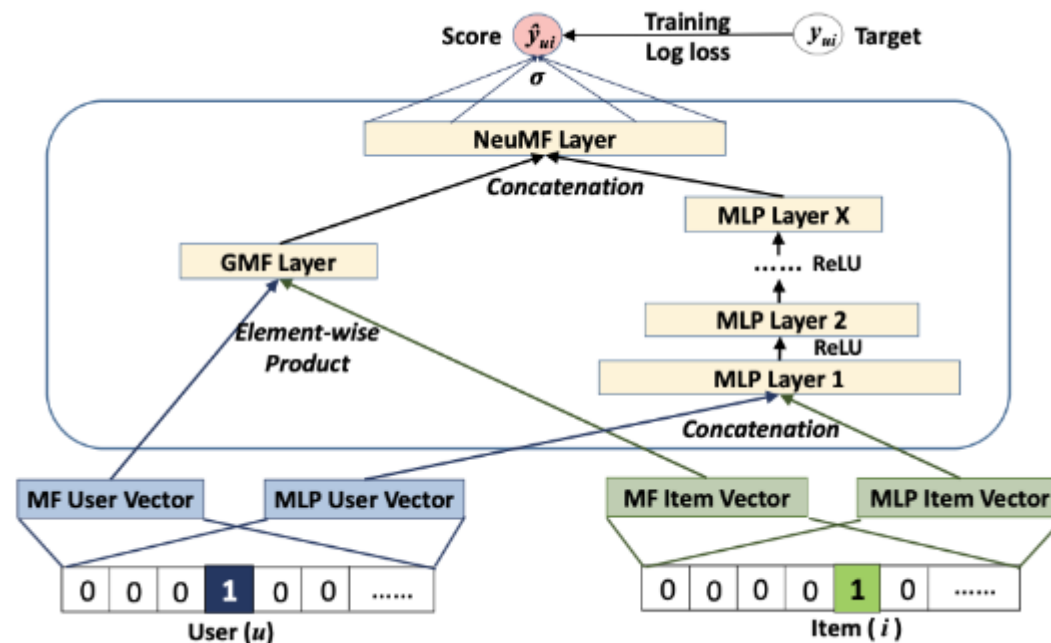 Score ŷui Training yui Target
Log loss
σ
NeuMF Layer
Concatenation
MLP Layer X
GMF Layer
...... ReLU
Element-wise
Product
MLP Layer 2
ReLU
MLP Layer 1
Concatenation
MF User Vector MLP User Vector MF Item Vector MLP Item Vector
0 0 0 1 0 0 ...... 0 0 0 0 1 0 ......
User (u) Item ( i )